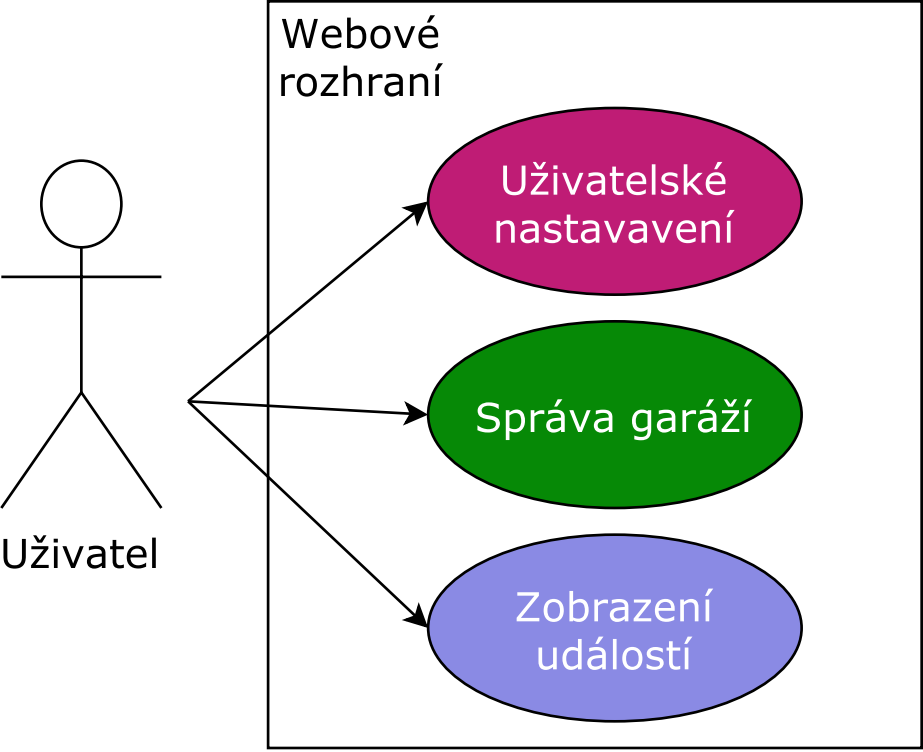 Webové
rozhraní
Uživatelské
nastavavení
Správa garáží
Zobrazení
událostí
Uživatel